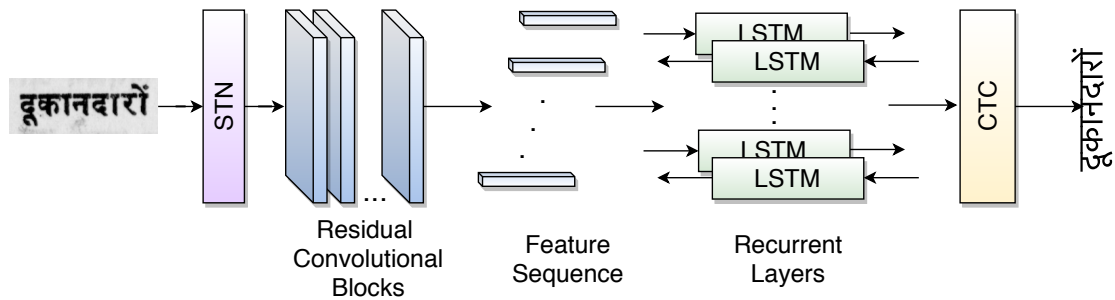 दूकानदारों
STN
...
Residual
Convolutional
Blocks
Feature
Sequence
LSTM
LSTM
LSTM
LSTM
Recurrent
Layers
CTC
दूकानदारों